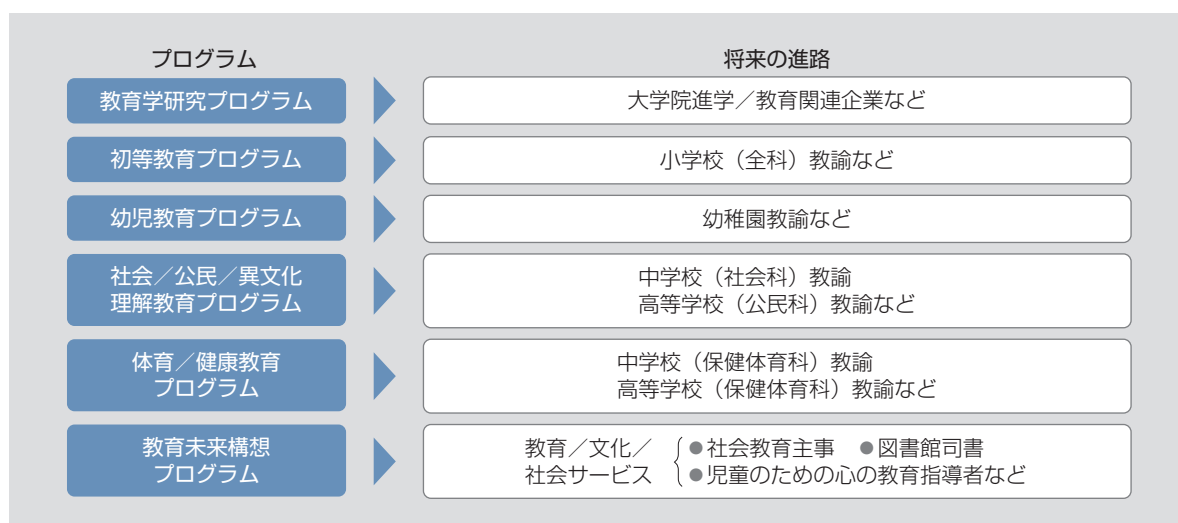 プログラム
将来の進路
教育学研究プログラム
大学院進学／教育関連企業など
初等教育プログラム
小学校（全科）教諭など
幼児教育プログラム
幼稚園教諭など
社会／公民／異文化
理解教育プログラム
中学校（社会科）教諭
高等学校（公民科）教諭など
体育／健康教育
プログラム
中学校（保健体育科）教諭
高等学校（保健体育科）教諭など
教育未来構想
プログラム
教育／文化／
社会サービス
●社会教育主事　●図書館司書
●児童のための心の教育指導者など